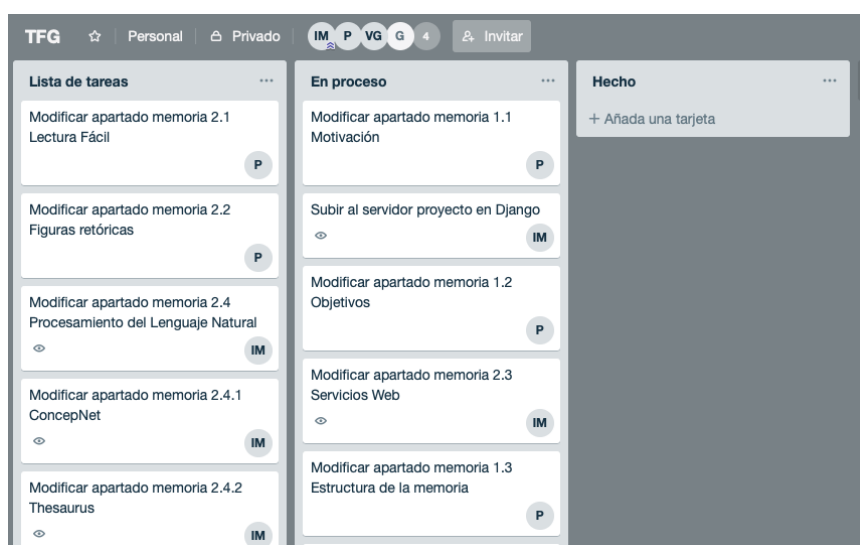 TFG Personal Privado IM P VG G 4 Invitar
Lista de tareas
Modificar apartado memoria 2.1
Lectura Fácil
P
Modificar apartado memoria 2.2
Figuras retóricas
P
Modificar apartado memoria 2.4
Procesamiento del Lenguaje Natural
IM
Modificar apartado memoria 2.4.1
ConcepNet
IM
Modificar apartado memoria 2.4.2
Thesaurus
IM
En proceso
Modificar apartado memoria 1.1
Motivación
P
Subir al servidor proyecto en Django
IM
Modificar apartado memoria 1.2
Objetivos
P
Modificar apartado memoria 2.3
Servicios Web
IM
Modificar apartado memoria 1.3
Estructura de la memoria
P
Hecho
+ Añada una tarjeta